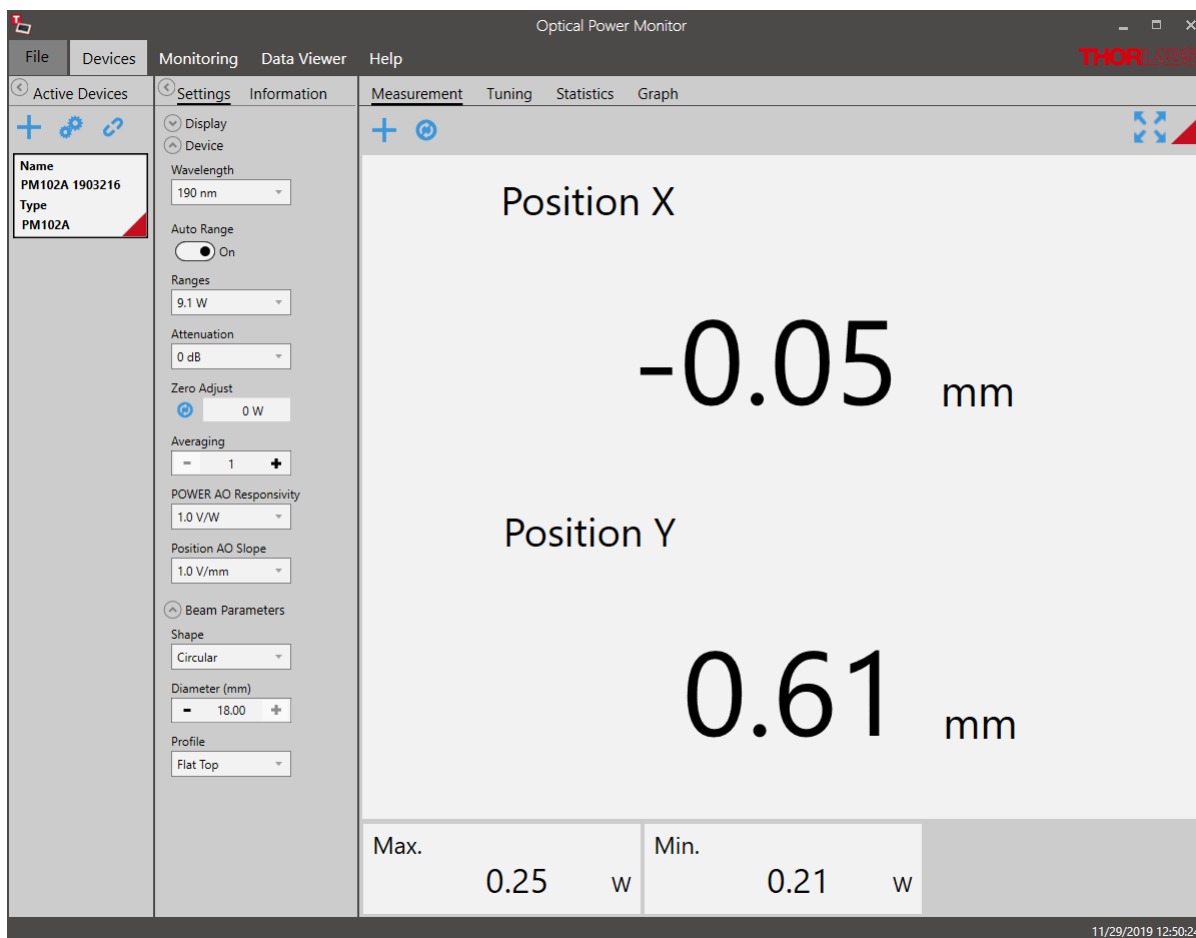 Optical Power Monitor
File Devices Monitoring Data Viewer Help
THORLABS
Active Devices
Name
PM102A 1903216
Type
PM102A
Settings Information
Display
Device
Wavelength
190 nm
Auto Range
On
Ranges
9.1 W
Attenuation
0 dB
Zero Adjust
0 W
Averaging
- 1 +
POWER AO Responsivity
1.0 V/W
Position AO Slope
1.0 V/mm
Beam Parameters
Shape
Circular
Diameter (mm)
- 18.00 +
Profile
Flat Top
Measurement Tuning Statistics Graph
Position X
-0.05 mm
Position Y
0.61 mm
Max.
0.25 W
Min.
0.21 W
11/29/2019 12:50:24